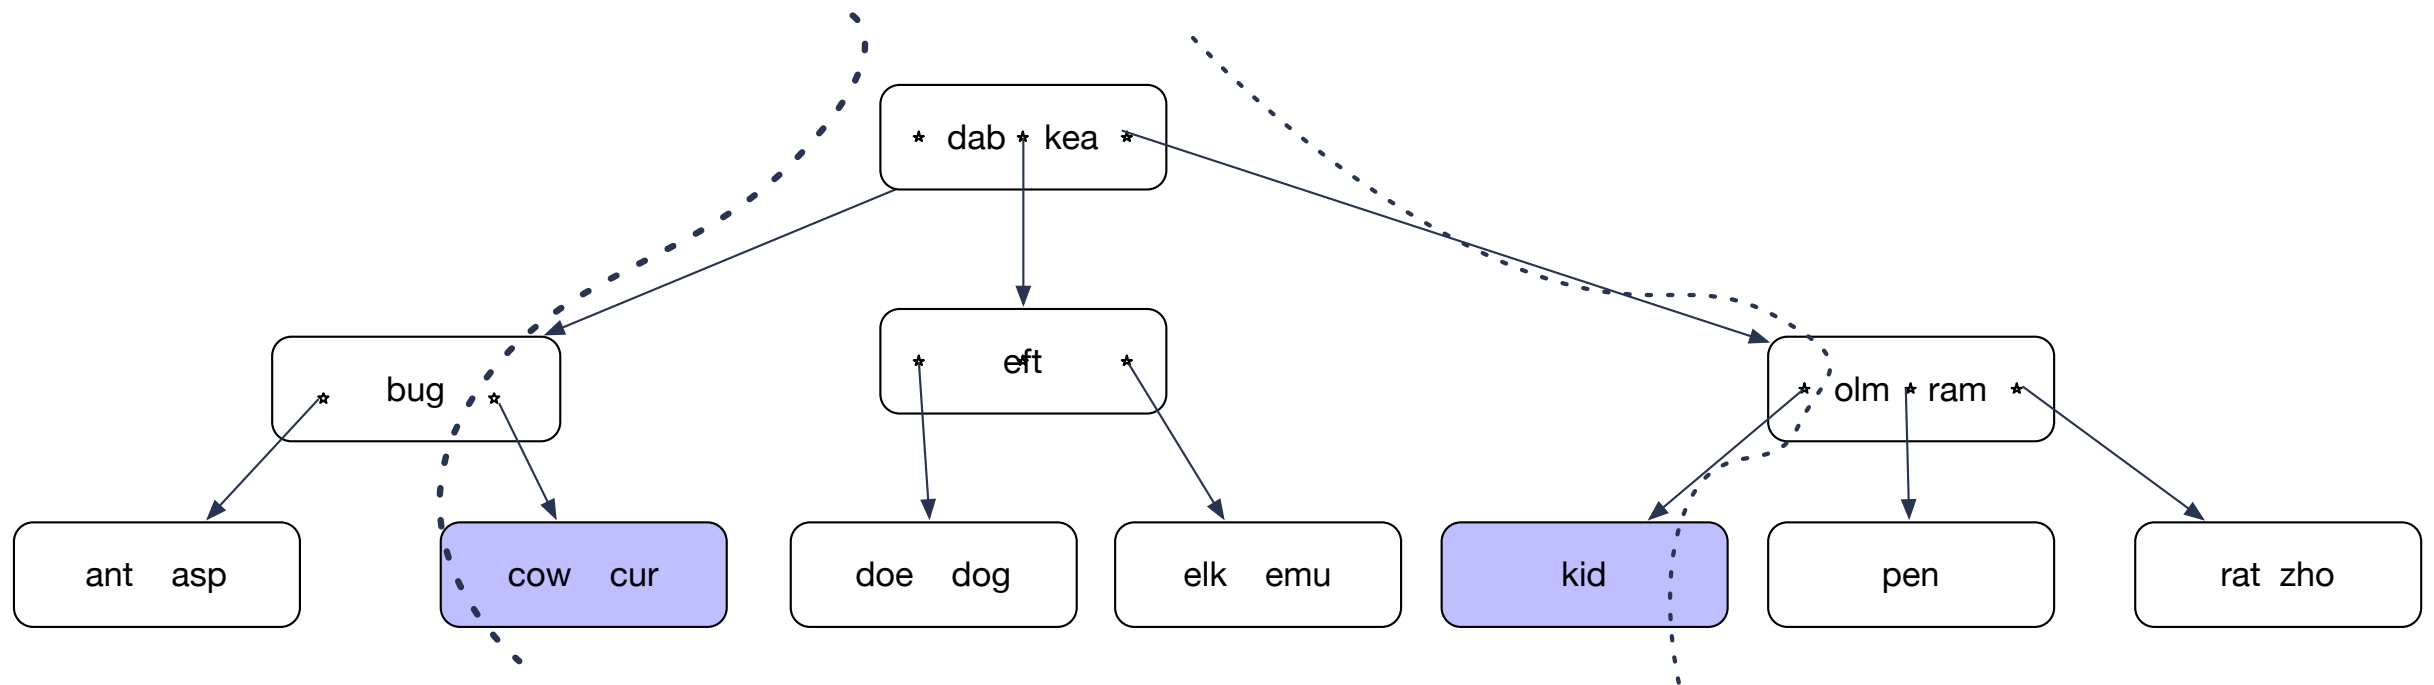 dab kea
eft
bug
olm ram
ant asp
cow cur
doe dog
elk emu
kid
pen
rat zho